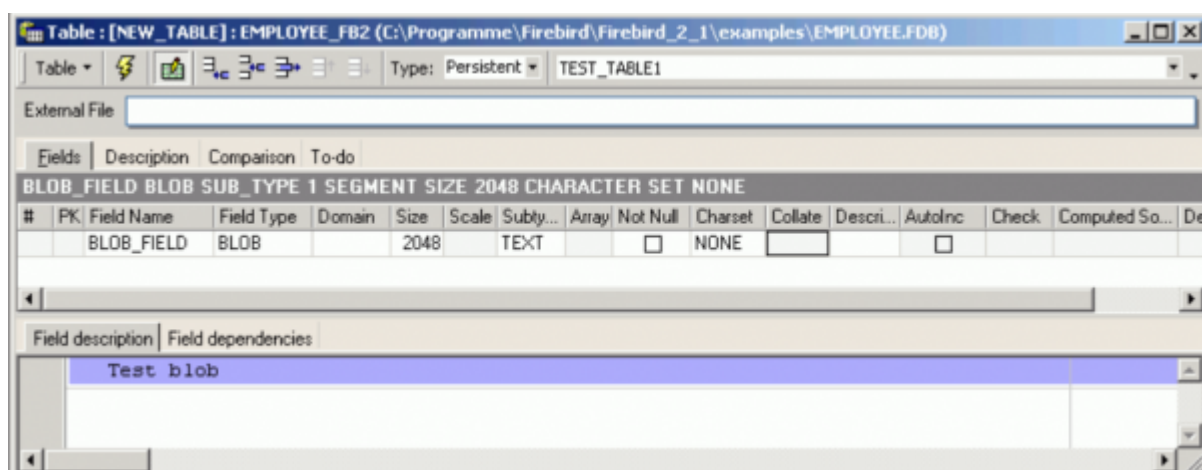 Table : [NEW_TABLE] : EMPLOYEE_FB2 (C:\Programme\Firebird\Firebird_2_1\examples\EMPLOYEE.FDB)
Table Type: Persistent TEST_TABLE1
External File
Fields Description Comparison To-do
BLOB_FIELD BLOB SUB_TYPE 1 SEGMENT SIZE 2048 CHARACTER SET NONE
# PK Field Name Field Type Domain Size Scale Subty... Array Not Null Charset Collate Descri... AutoInc Check Computed So... De
BLOB_FIELD BLOB 2048 TEXT NONE
Field description Field dependencies
Test blob